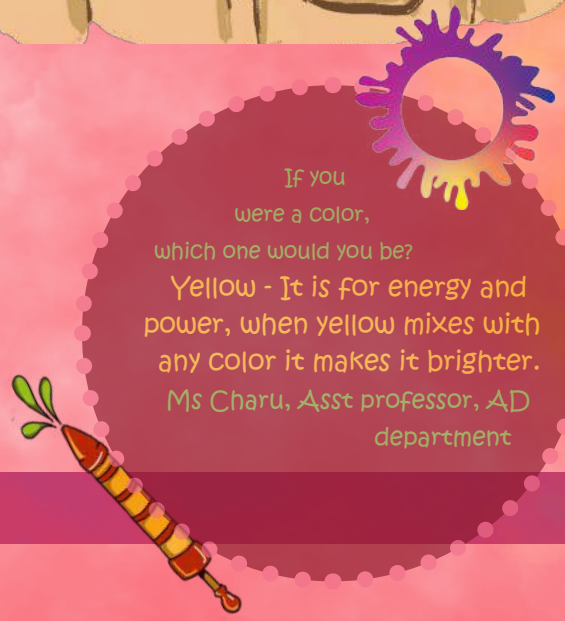 If you
were a color,
which one would you be?
Yellow - It is for energy and
power, when yellow mixes with
any color it makes it brighter.
Ms Charu, Asst professor, AD
department